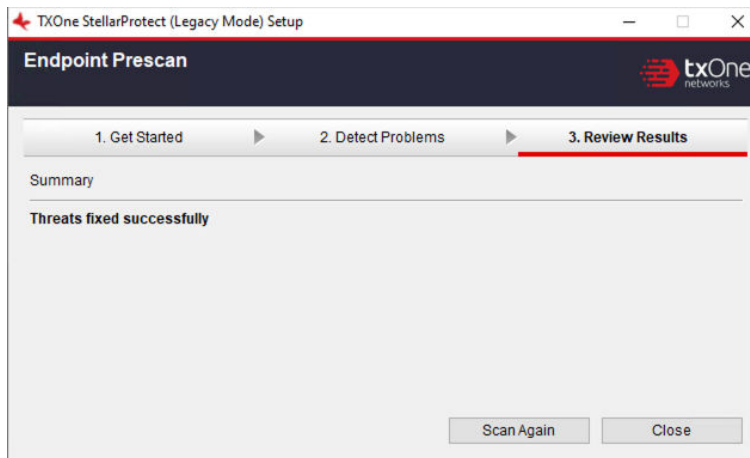 TXOne StellarProtect (Legacy Mode) Setup
Endpoint Prescan
txOne
networks
1. Get Started
2. Detect Problems
3. Review Results
Summary
Threats fixed successfully
Scan Again
Close